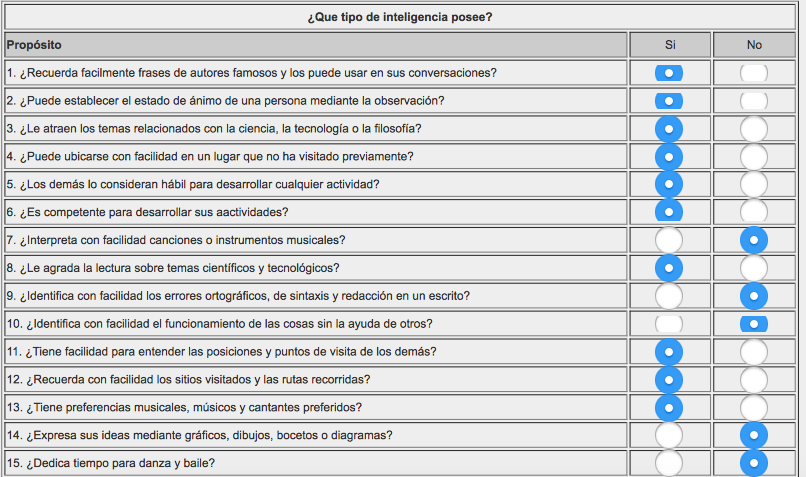 ¿Que tipo de inteligencia posee?
Propósito Si No
1. ¿Recuerda facilmente frases de autores famosos y los puede usar en sus conversaciones?
2. ¿Puede establecer el estado de ánimo de una persona mediante la observación?
3. ¿Le atraen los temas relacionados con la ciencia, la tecnología o la filosofía?
4. ¿Puede ubicarse con facilidad en un lugar que no ha visitado previamente?
5. ¿Los demás lo consideran hábil para desarrollar cualquier actividad?
6. ¿Es competente para desarrollar sus aactividades?
7. ¿Interpreta con facilidad canciones o instrumentos musicales?
8. ¿Le agrada la lectura sobre temas científicos y tecnológicos?
9. ¿Identifica con facilidad los errores ortográficos, de sintaxis y redacción en un escrito?
10. ¿Identifica con facilidad el funcionamiento de las cosas sin la ayuda de otros?
11. ¿Tiene facilidad para entender las posiciones y puntos de visita de los demás?
12. ¿Recuerda con facilidad los sitios visitados y las rutas recorridas?
13. ¿Tiene preferencias musicales, músicos y cantantes preferidos?
14. ¿Expresa sus ideas mediante gráficos, dibujos, bocetos o diagramas?
15. ¿Dedica tiempo para danza y baile?